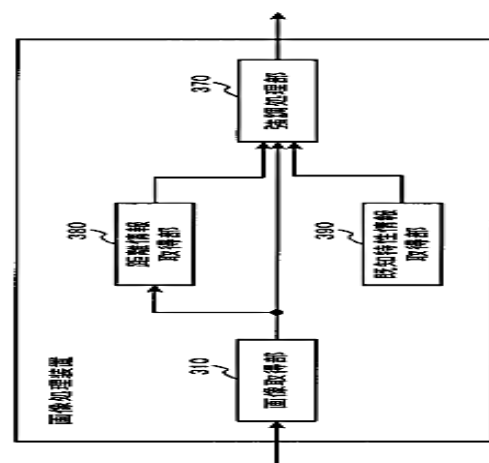 画像処理装置
310
画像取得部
380
距離情報
取得部
370
強調処理部
390
既知特性情報
取得部